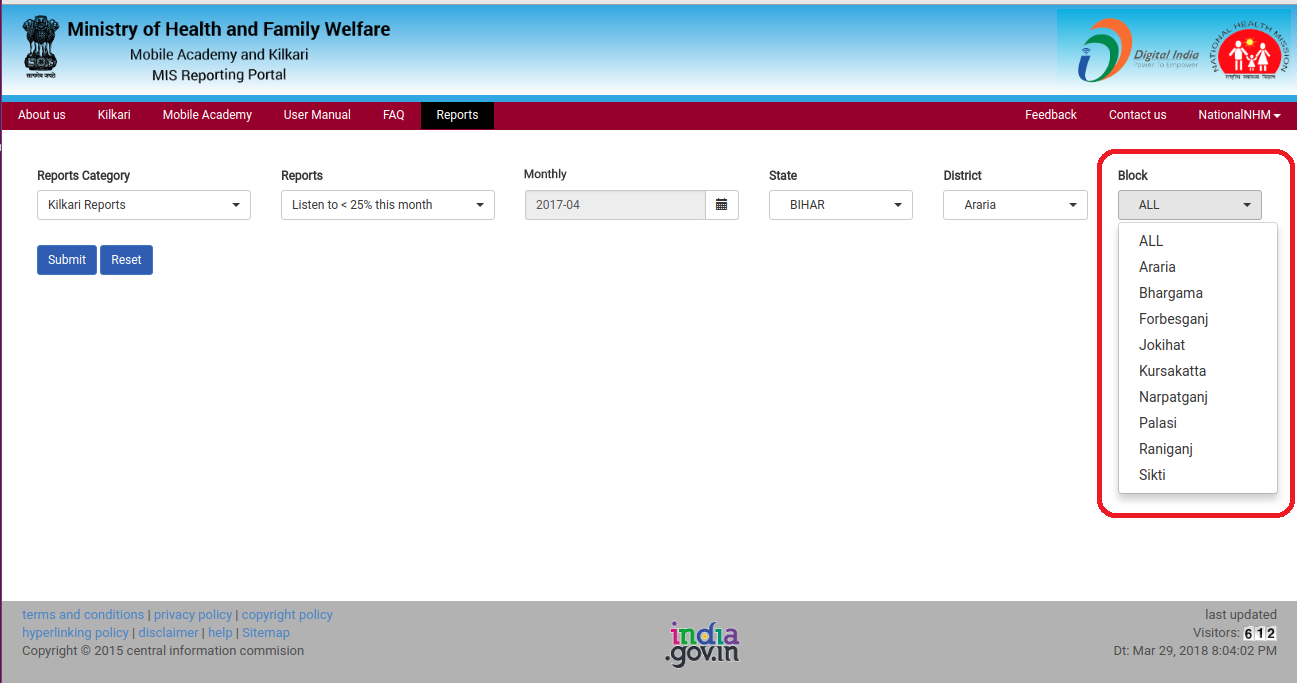 Ministry of Health and Family Welfare
Mobile Academy and Kilkari
MIS Reporting Portal
सत्यमेव जयते
Digital India
Power To Empower
NATIONAL HEALTH MISSION
राष्ट्रीय स्वास्थ्य मिशन
About us Kilkari Mobile Academy User Manual FAQ Reports Feedback Contact us NationalNHM
Reports Category Reports Monthly State District Block
Kilkari Reports Listen to < 25% this month 2017-04 BIHAR Araria ALL
Submit Reset
ALL
Araria
Bhargama
Forbesganj
Jokihat
Kursakatta
Narpatganj
Palasi
Raniganj
Sikti
terms and conditions | privacy policy | copyright policy
hyperlinking policy | disclaimer | help | Sitemap
Copyright © 2015 central information commision
india
.gov.in
last updated
Visitors: 612
Dt: Mar 29, 2018 8:04:02 PM